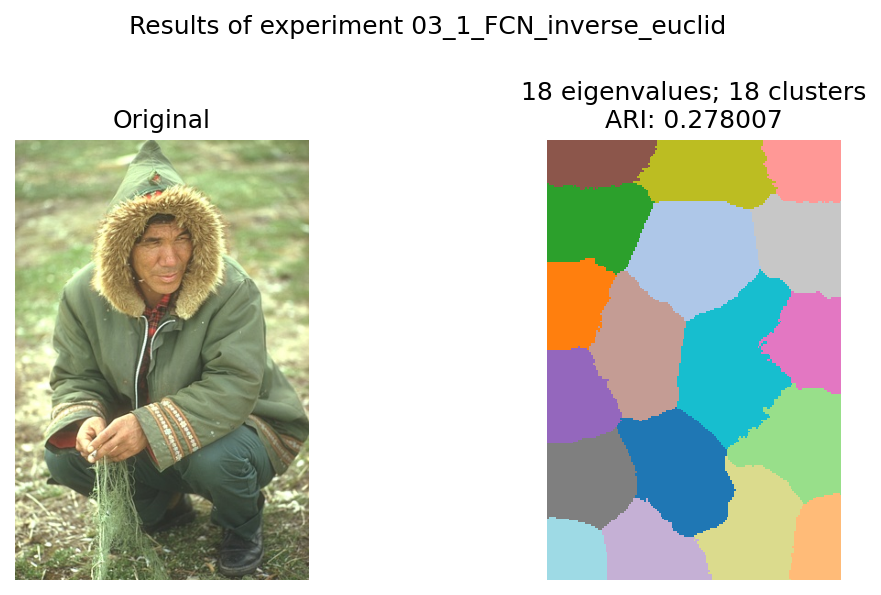 Results of experiment 03_1_FCN_inverse_euclid
Original
18 eigenvalues; 18 clusters
ARI: 0.278007